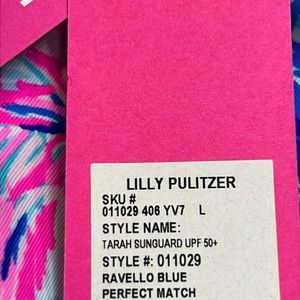 LILLY PULITZER
SKU #
011029 406 YV7 L
STYLE NAME:
TARAH SUNGUARD UPF 50+
STYLE #: 011029
RAVELLO BLUE
PERFECT MATCH